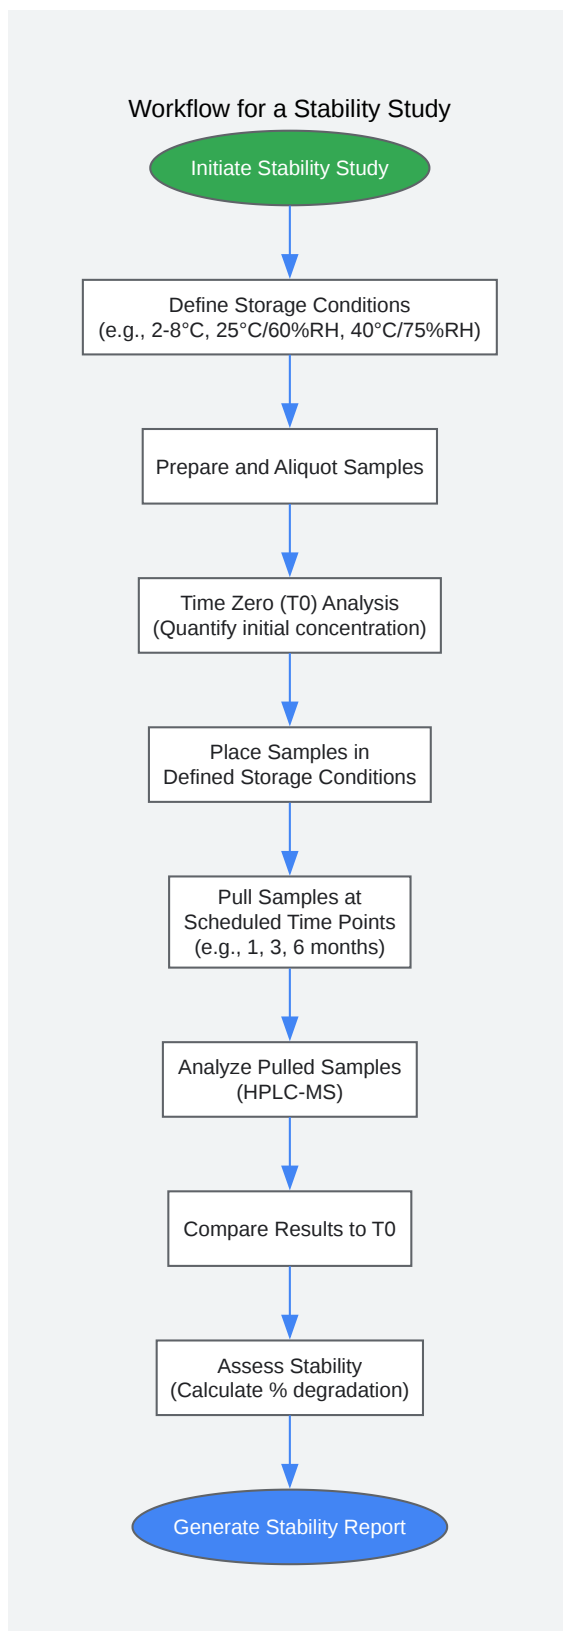 Workflow for a Stability Study
Initiate Stability Study
Define Storage Conditions
(e.g., 2-8°C, 25°C/60%RH, 40°C/75%RH)
Prepare and Aliquot Samples
Time Zero (T0) Analysis
(Quantify initial concentration)
Place Samples in
Defined Storage Conditions
Pull Samples at
Scheduled Time Points
(e.g., 1, 3, 6 months)
Analyze Pulled Samples
(HPLC-MS)
Compare Results to T0
Assess Stability
(Calculate % degradation)
Generate Stability Report